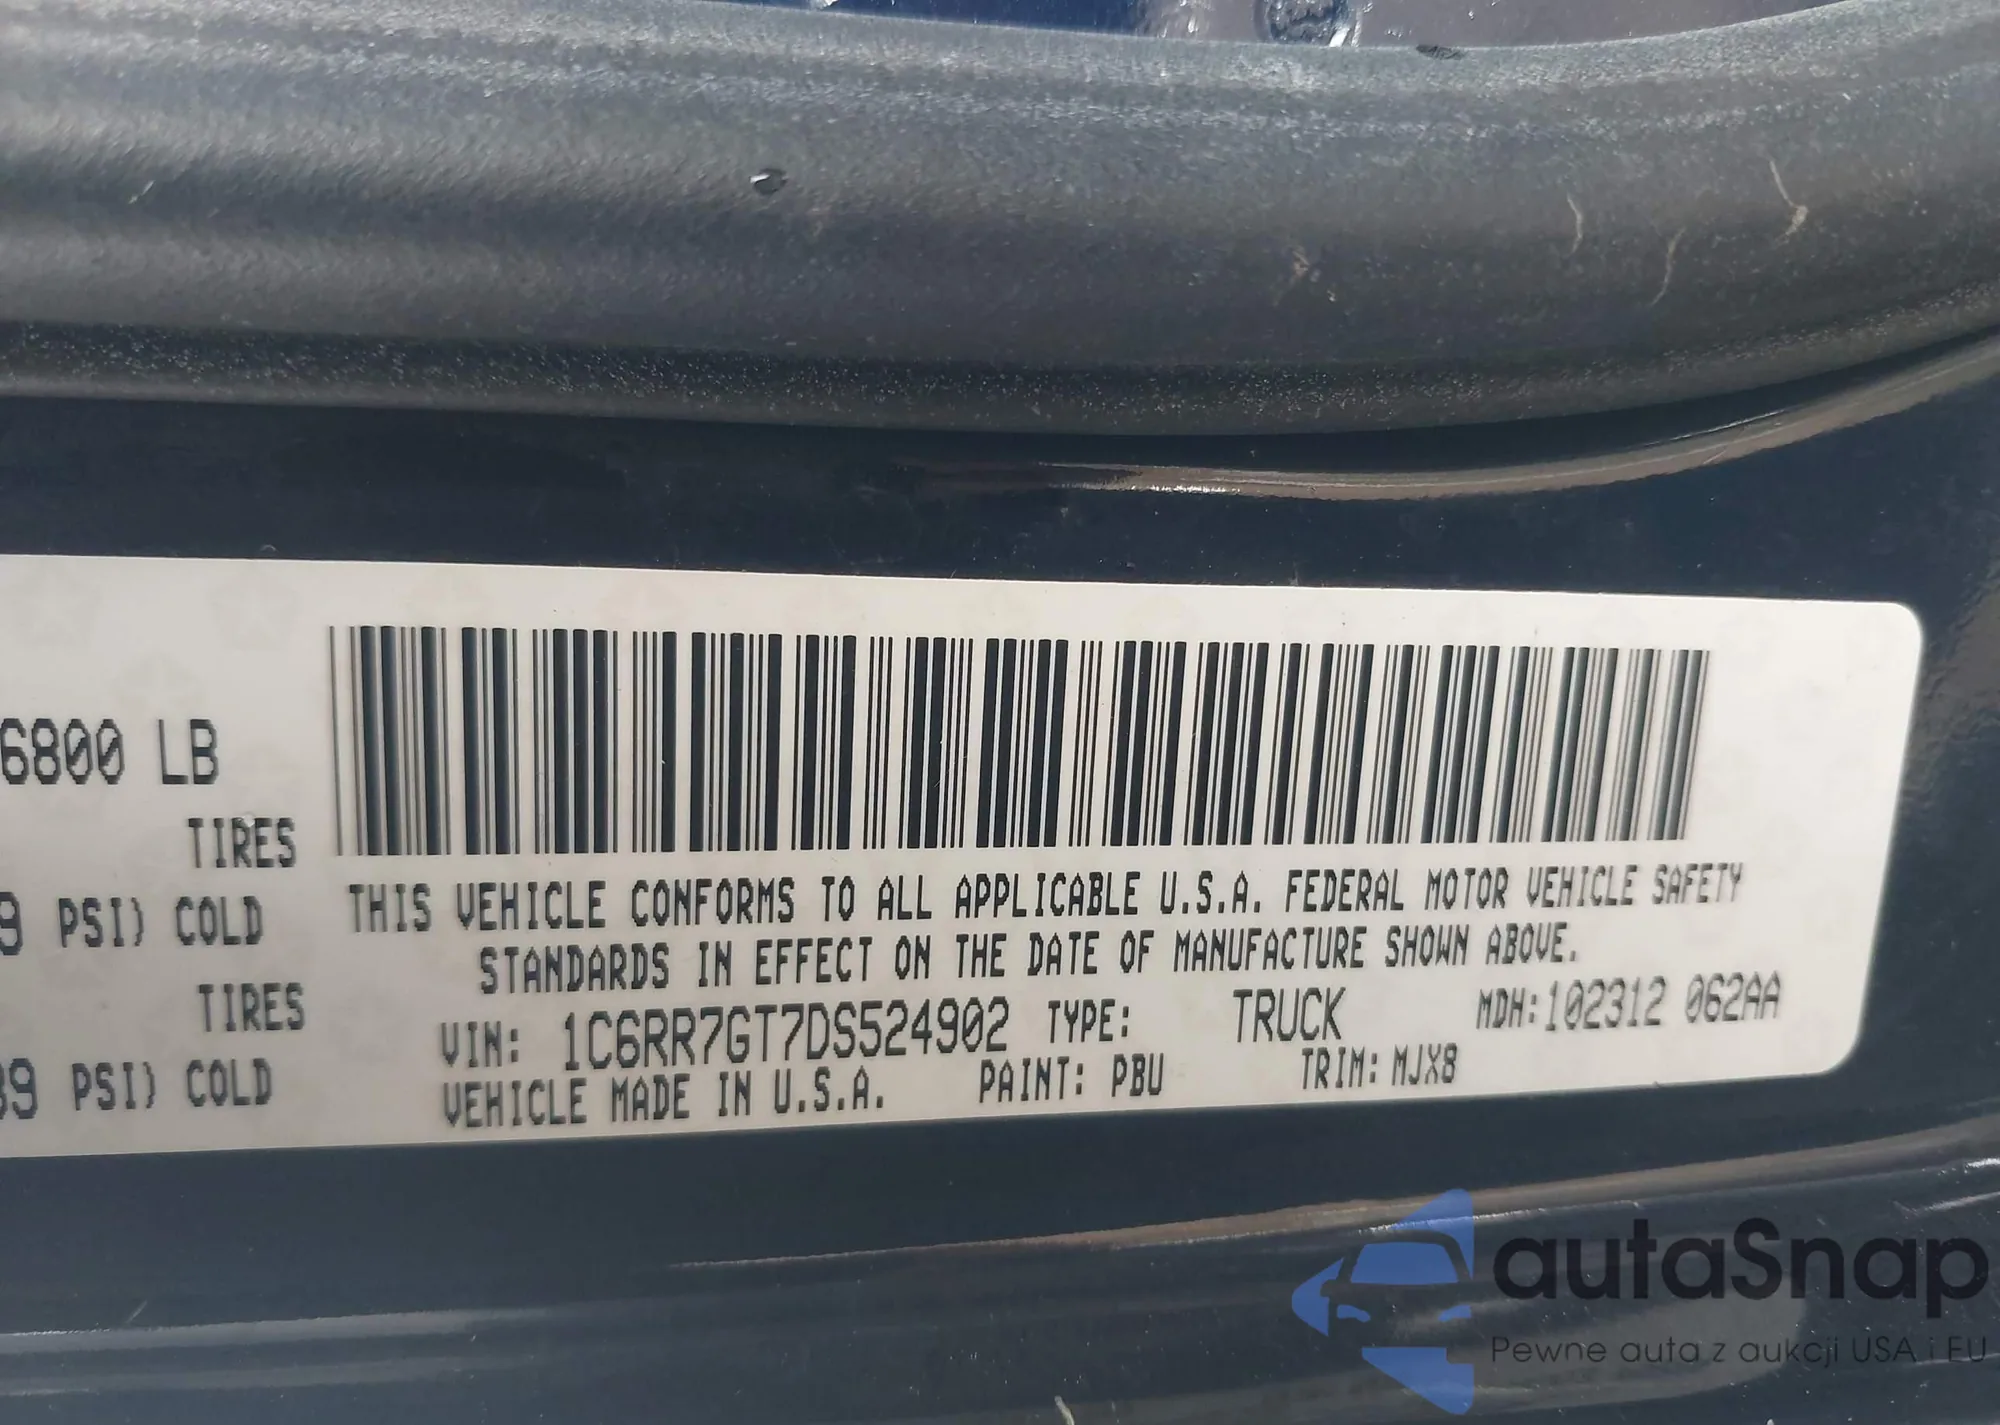 6800 LB
TIRES
9 PSI) COLD
TIRES
39 PSI) COLD
THIS VEHICLE CONFORMS TO ALL APPLICABLE U.S.A. FEDERAL MOTOR VEHICLE SAFETY
STANDARDS IN EFFECT ON THE DATE OF MANUFACTURE SHOWN ABOVE.
VIN: 1C6RR7GT7DS524902 TYPE: TRUCK MDH:102312 062AA
VEHICLE MADE IN U.S.A. PAINT: PBU TRIM: MJX8
autaSnap
Pewne auta z aukcji USA i EU